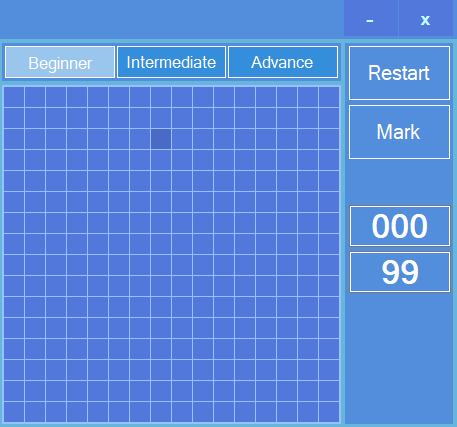 - x
Beginner Intermediate Advance
Restart
Mark
000
99